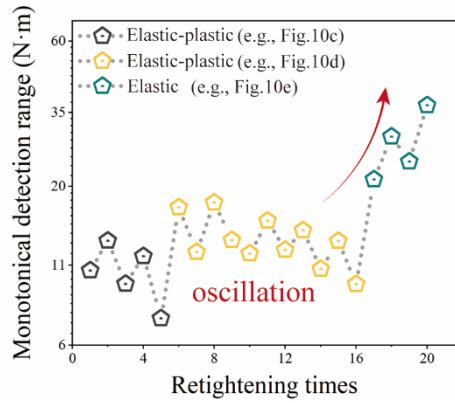 Monotonical detection range (N·m)
60
35
20
11
6
Elastic-plastic (e.g., Fig.10c)
Elastic-plastic (e.g., Fig.10d)
Elastic (e.g., Fig.10e)
oscillation
0 4 8 12 16 20
Retightening times